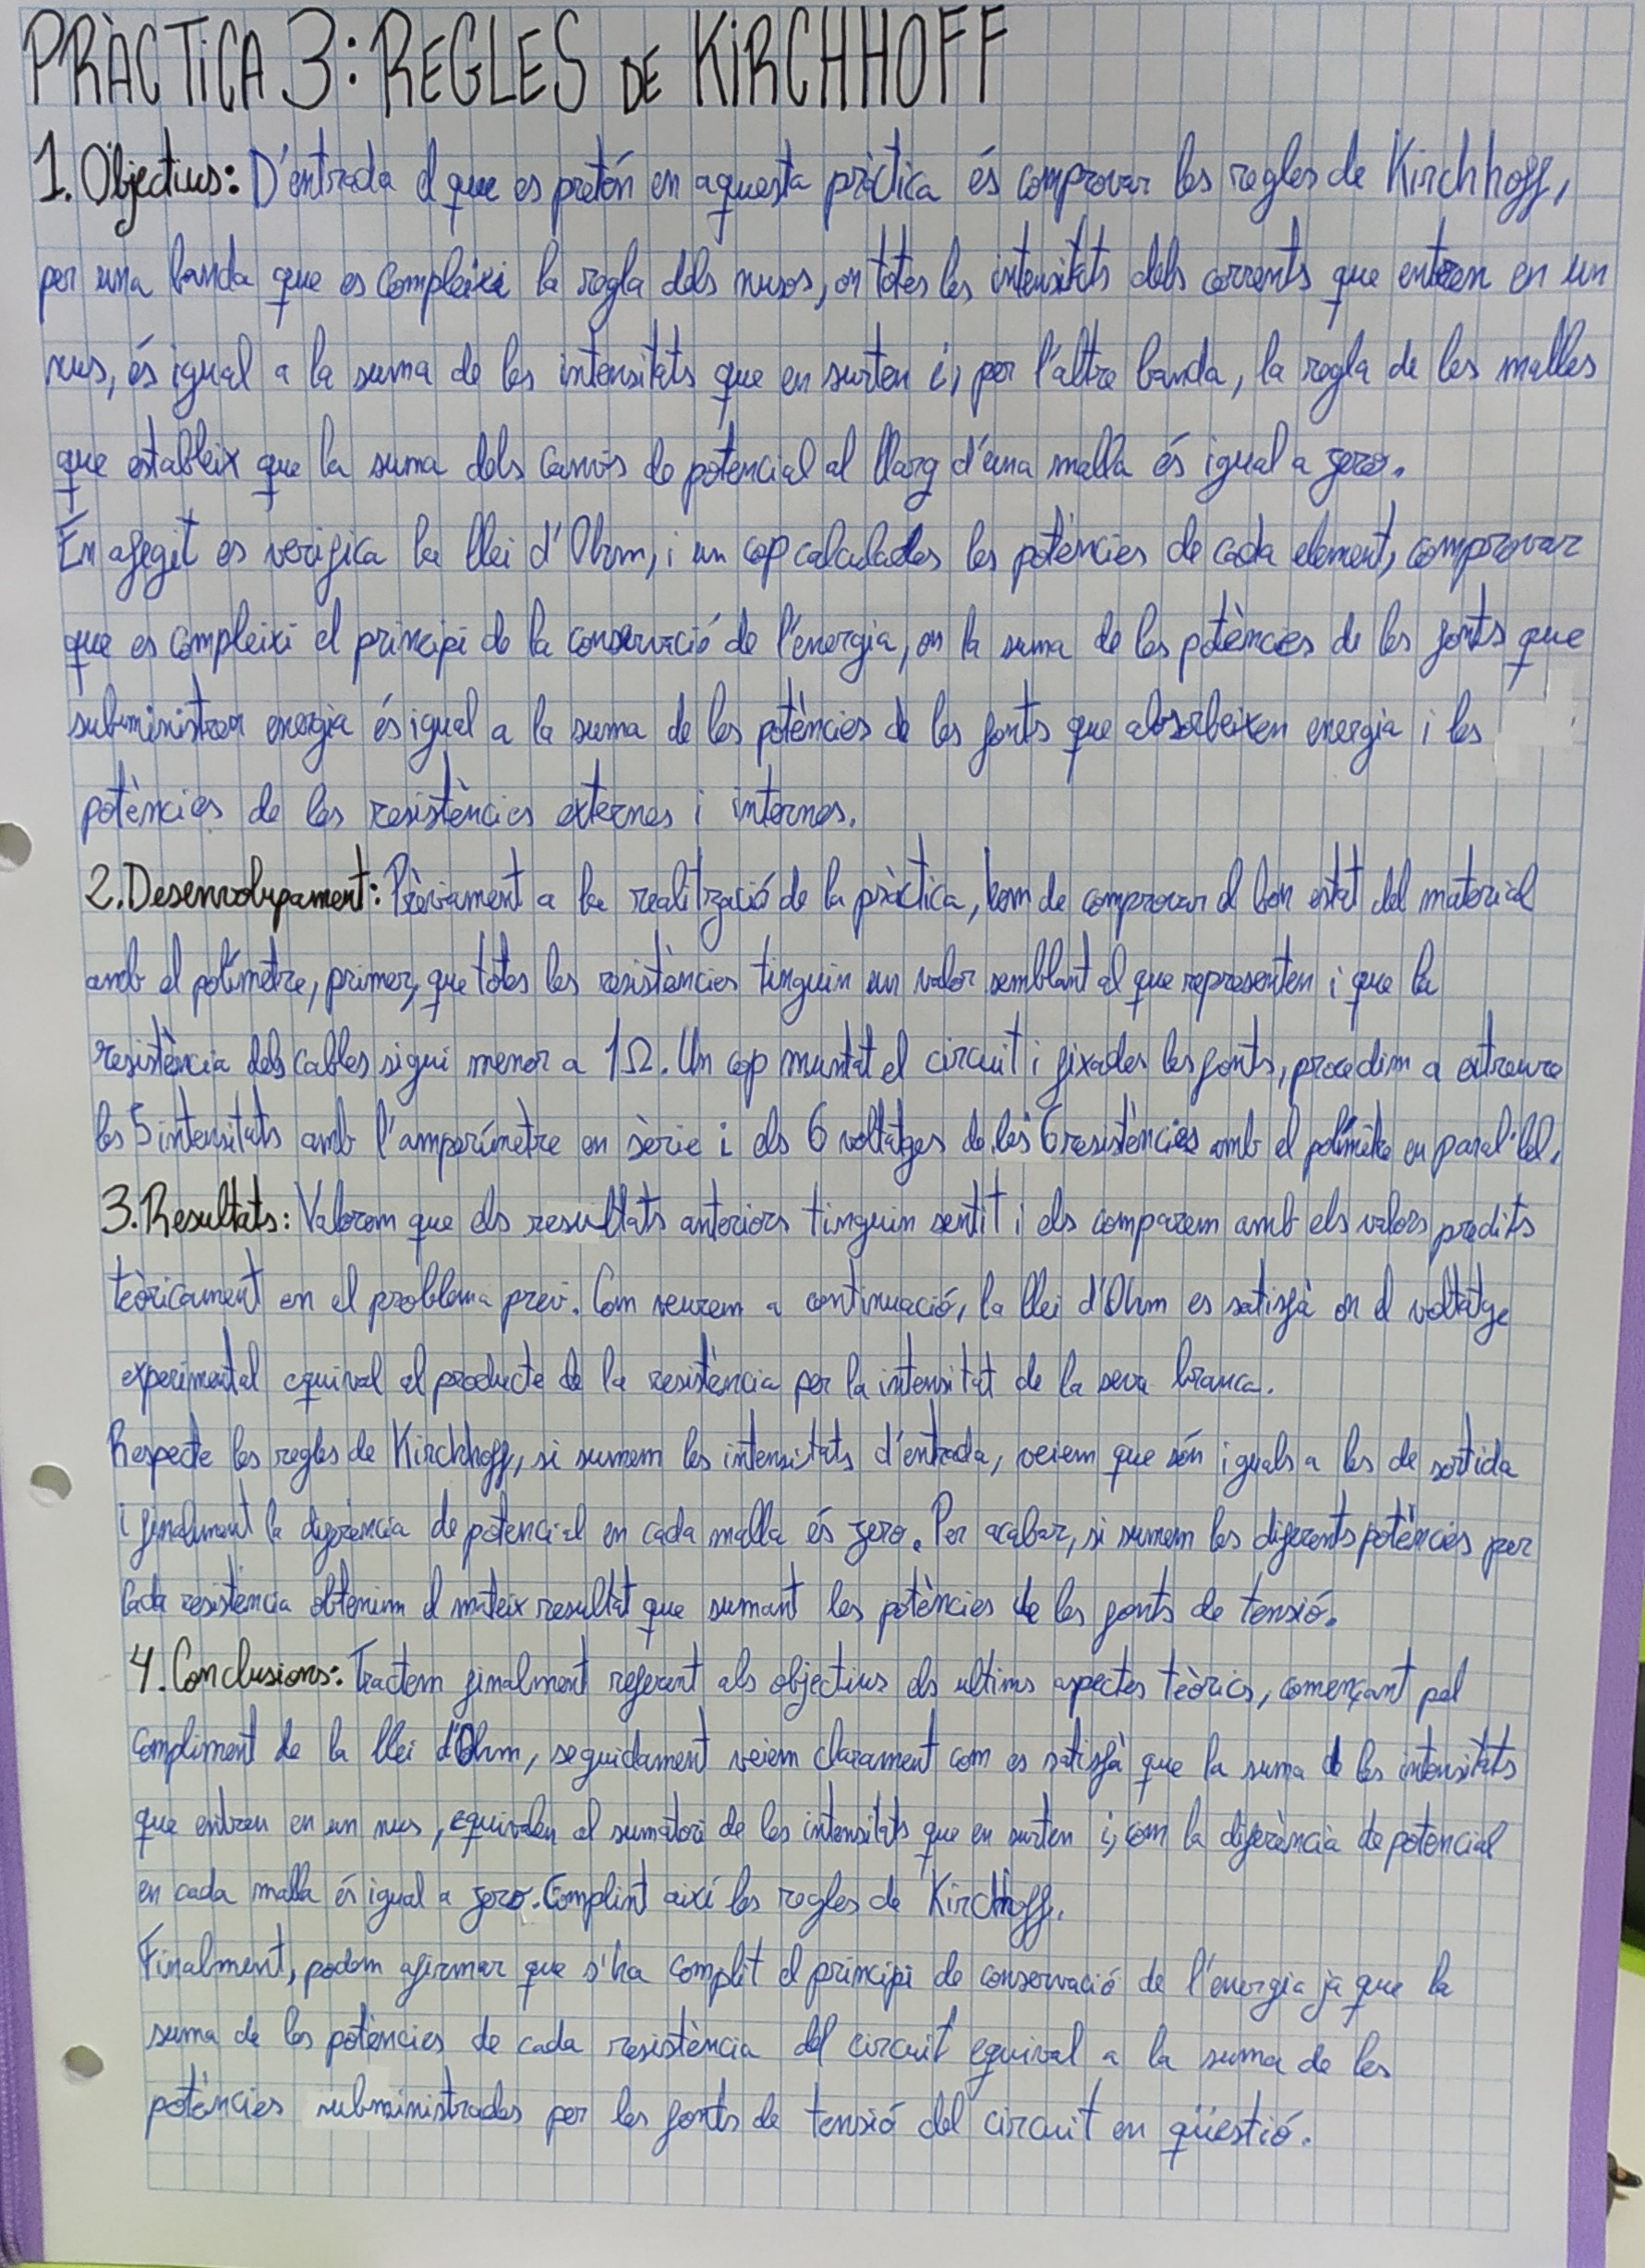 PRÀCTICA 3: REGLES DE KIRCHHOFF
1. Objectius: D'entrada el que es pretén en aquesta pràctica és comprovar les regles de Kirchhoff,
per una banda que es compleixi la regla dels nusos, on totes les intensitats dels corrents que entren en un
nus, és igual a la suma de les intensitats que en surten i, per l'altre banda, la regla de les malles
que estableix que la suma dels canvis de potencial al llarg d'una malla és igual a zero.
En afegit es verifica la llei d'Ohm, i un cop calculades les potències de cada element, comprovar
que es compleixi el principi de la conservació de l'energia, on la suma de les potències de les fonts que
subministren energia és igual a la suma de les potències de les fonts que absorbeixen energia i les
potències de les resistències externes i internes.
2. Desenvolupament: Prèviament a la realització de la pràctica, hem de comprovar el bon estat del material
amb el polímetre, primer, que totes les resistències tinguin un valor semblant al que representen i que la
resistència dels cables sigui menor a 1Ω. Un cop muntat el circuit i fixades les fonts, procedim a extreure
les 5 intensitats amb l'amperímetre en sèrie i els 6 voltatges de les 6 resistències amb el polímetre en paral·lel.
3. Resultats: Valorem que els resultats anteriors tinguin sentit i els comparem amb els valors predits
teòricament en el problema previ. Com veurem a continuació, la llei d'Ohm es satisfà on el voltatge
experimental equival al producte de la resistència per la intensitat de la seva branca.
Respecte les regles de Kirchhoff, si sumem les intensitats d'entrada, veiem que són iguals a les de sortida
i finalment la diferència de potencial en cada malla és zero. Per acabar, si sumem les diferents potències per
cada resistència obtenim el mateix resultat que sumant les potències de les fonts de tensió.
4. Conclusions: Tractem finalment referent als objectius els ultims aspectes teòrics, començant pel
compliment de la llei d'Ohm, seguidament veiem clarament com es satisfà que la suma de les intensitats
que entren en un nus, equivalen al sumatori de les intensitats que en surten i, com la diferència de potencial
en cada malla és igual a zero. Complint així les regles de Kirchhoff.
Finalment, podem afirmar que s'ha complit el principi de conservació de l'energia ja que la
suma de les potències de cada resistència del circuit equival a la suma de les
potències subministrades per les fonts de tensió del circuit en qüestió.